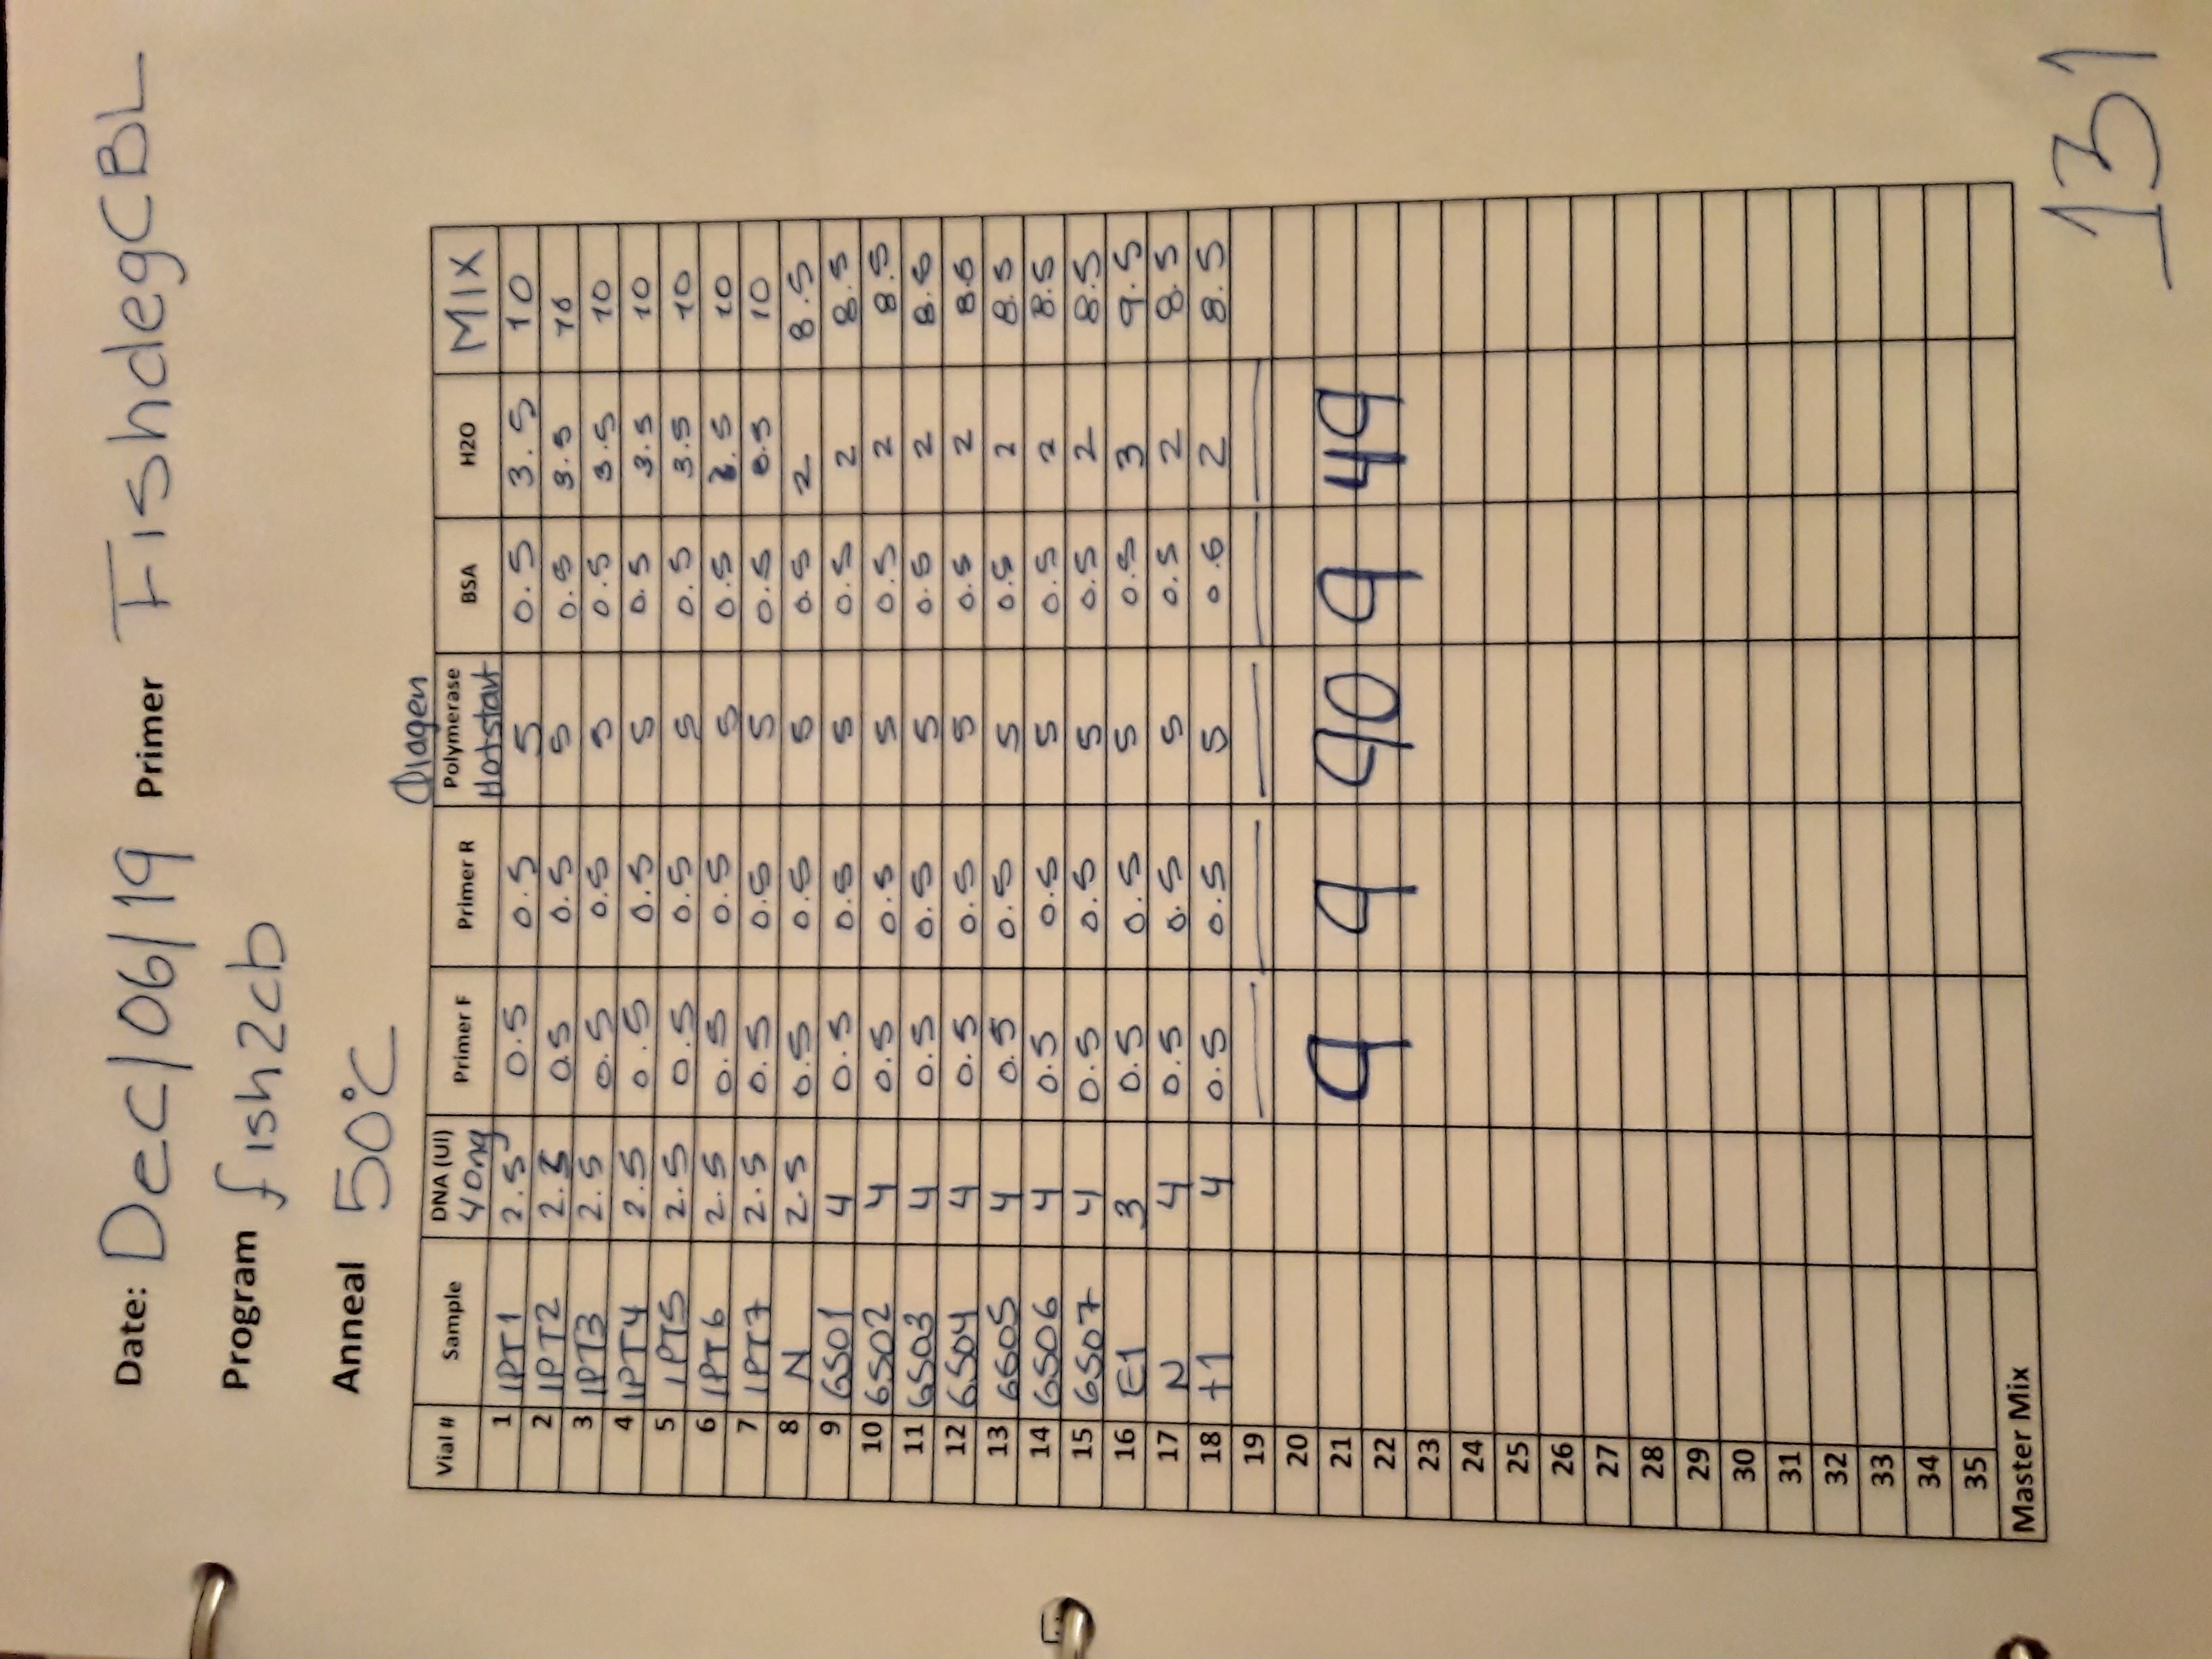 Date: Dec/06/19 Primer FishdegCBL
Program fish2cb
Anneal 50°C
Qiagen
Vial # Sample DNA (Ul) 40ng Primer F Primer R Polymerase Hotstart BSA H2O MIX
1 IPT1 2.5 0.5 0.5 5 0.5 3.5 10
2 IPT2 2.5 0.5 0.5 5 0.5 3.5 10
3 IPT3 2.5 0.5 0.5 5 0.5 3.5 10
4 IPT4 2.5 0.5 0.5 5 0.5 3.5 10
5 IPT5 2.5 0.5 0.5 5 0.5 3.5 10
6 IPT6 2.5 0.5 0.5 5 0.5 3.5 10
7 IPT7 2.5 0.5 0.5 5 0.5 10
8 N 2.5 0.5 0.5 5 0.5 2 8.5
9 GS01 4 0.5 0.5 5 0.5 2 8.5
10 GS02 4 0.5 0.5 5 0.5 2 8.5
11 GS03 4 0.5 0.5 5 0.5 2 8.5
12 GS04 4 0.5 0.5 5 0.5 2 8.5
13 GS05 4 0.5 0.5 5 0.5 2 8.5
14 GS06 4 0.5 0.5 5 0.5 2 8.5
15 GS07 4 0.5 0.5 5 0.5 2 8.5
16 E1 3 0.5 0.5 5 0.5 3 9.5
17 N 4 0.5 0.5 5 0.5 2 8.5
18 +1 4 0.5 0.5 5 0.5 2 8.5
19
20
21 9 9 90 9 49
22
23
24
25
26
27
28
29
30
31
32
33
34
35
Master Mix
131